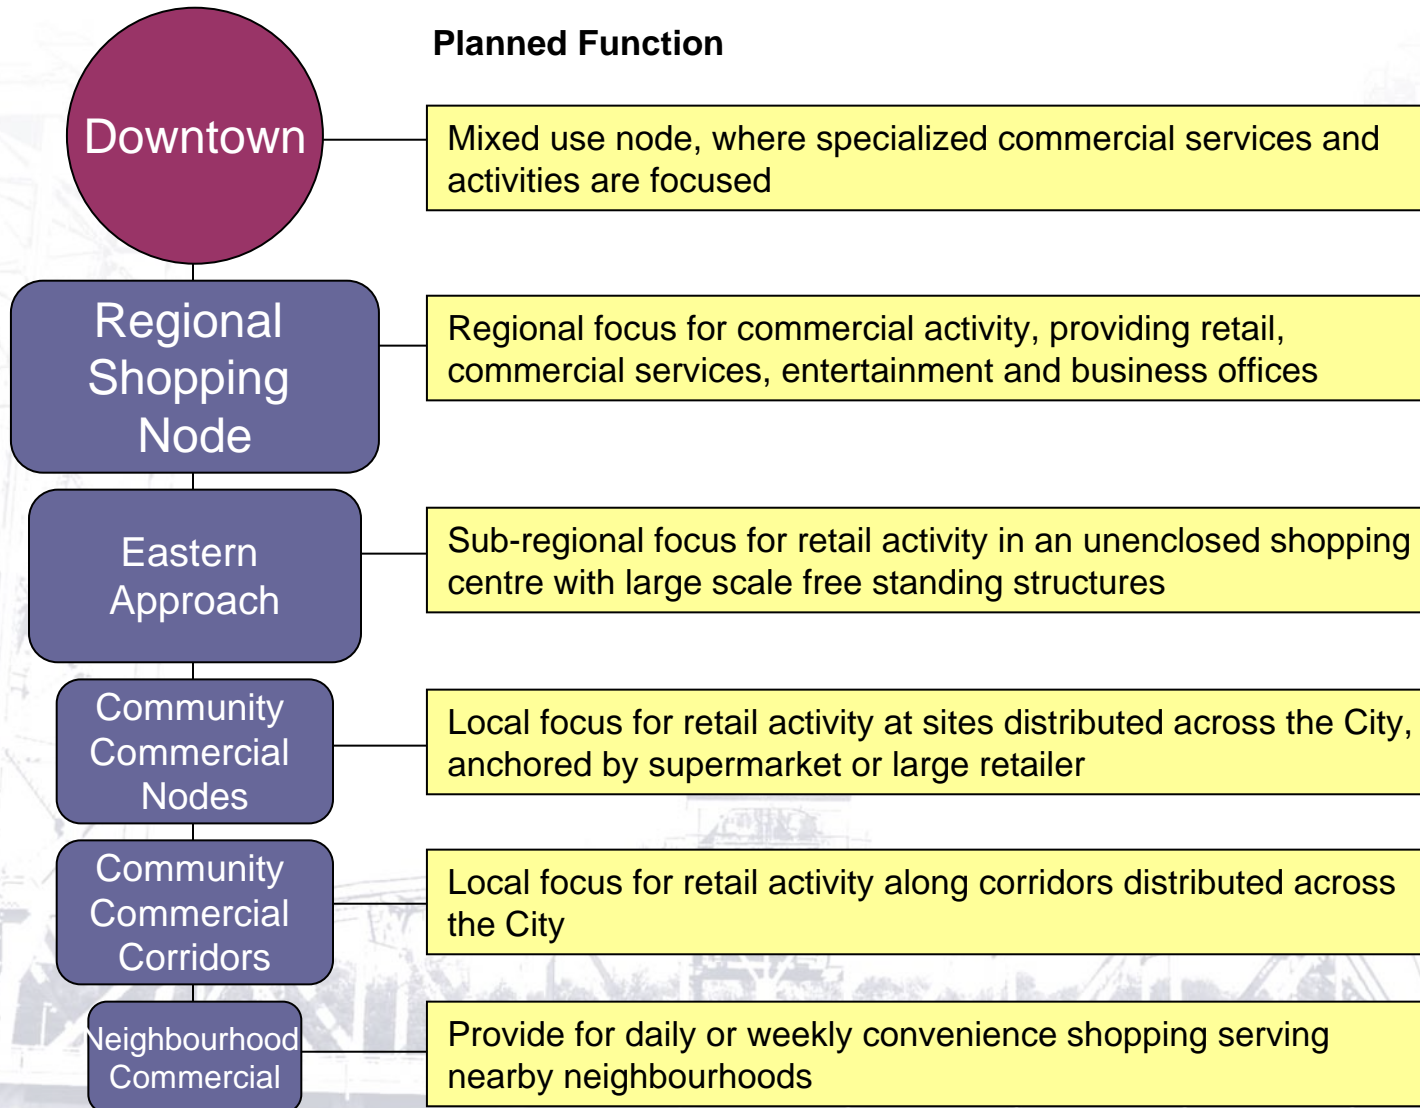 Planned Function
Downtown
Mixed use node, where specialized commercial services and
activities are focused
Regional
Shopping
Node
Regional focus for commercial activity, providing retail,
commercial services, entertainment and business offices
Eastern
Approach
Sub-regional focus for retail activity in an unenclosed shopping
centre with large scale free standing structures
Community
Commercial
Nodes
Local focus for retail activity at sites distributed across the City,
anchored by supermarket or large retailer
Community
Commercial
Corridors
Local focus for retail activity along corridors distributed across
the City
Neighbourhood
Commercial
Provide for daily or weekly convenience shopping serving
nearby neighbourhoods